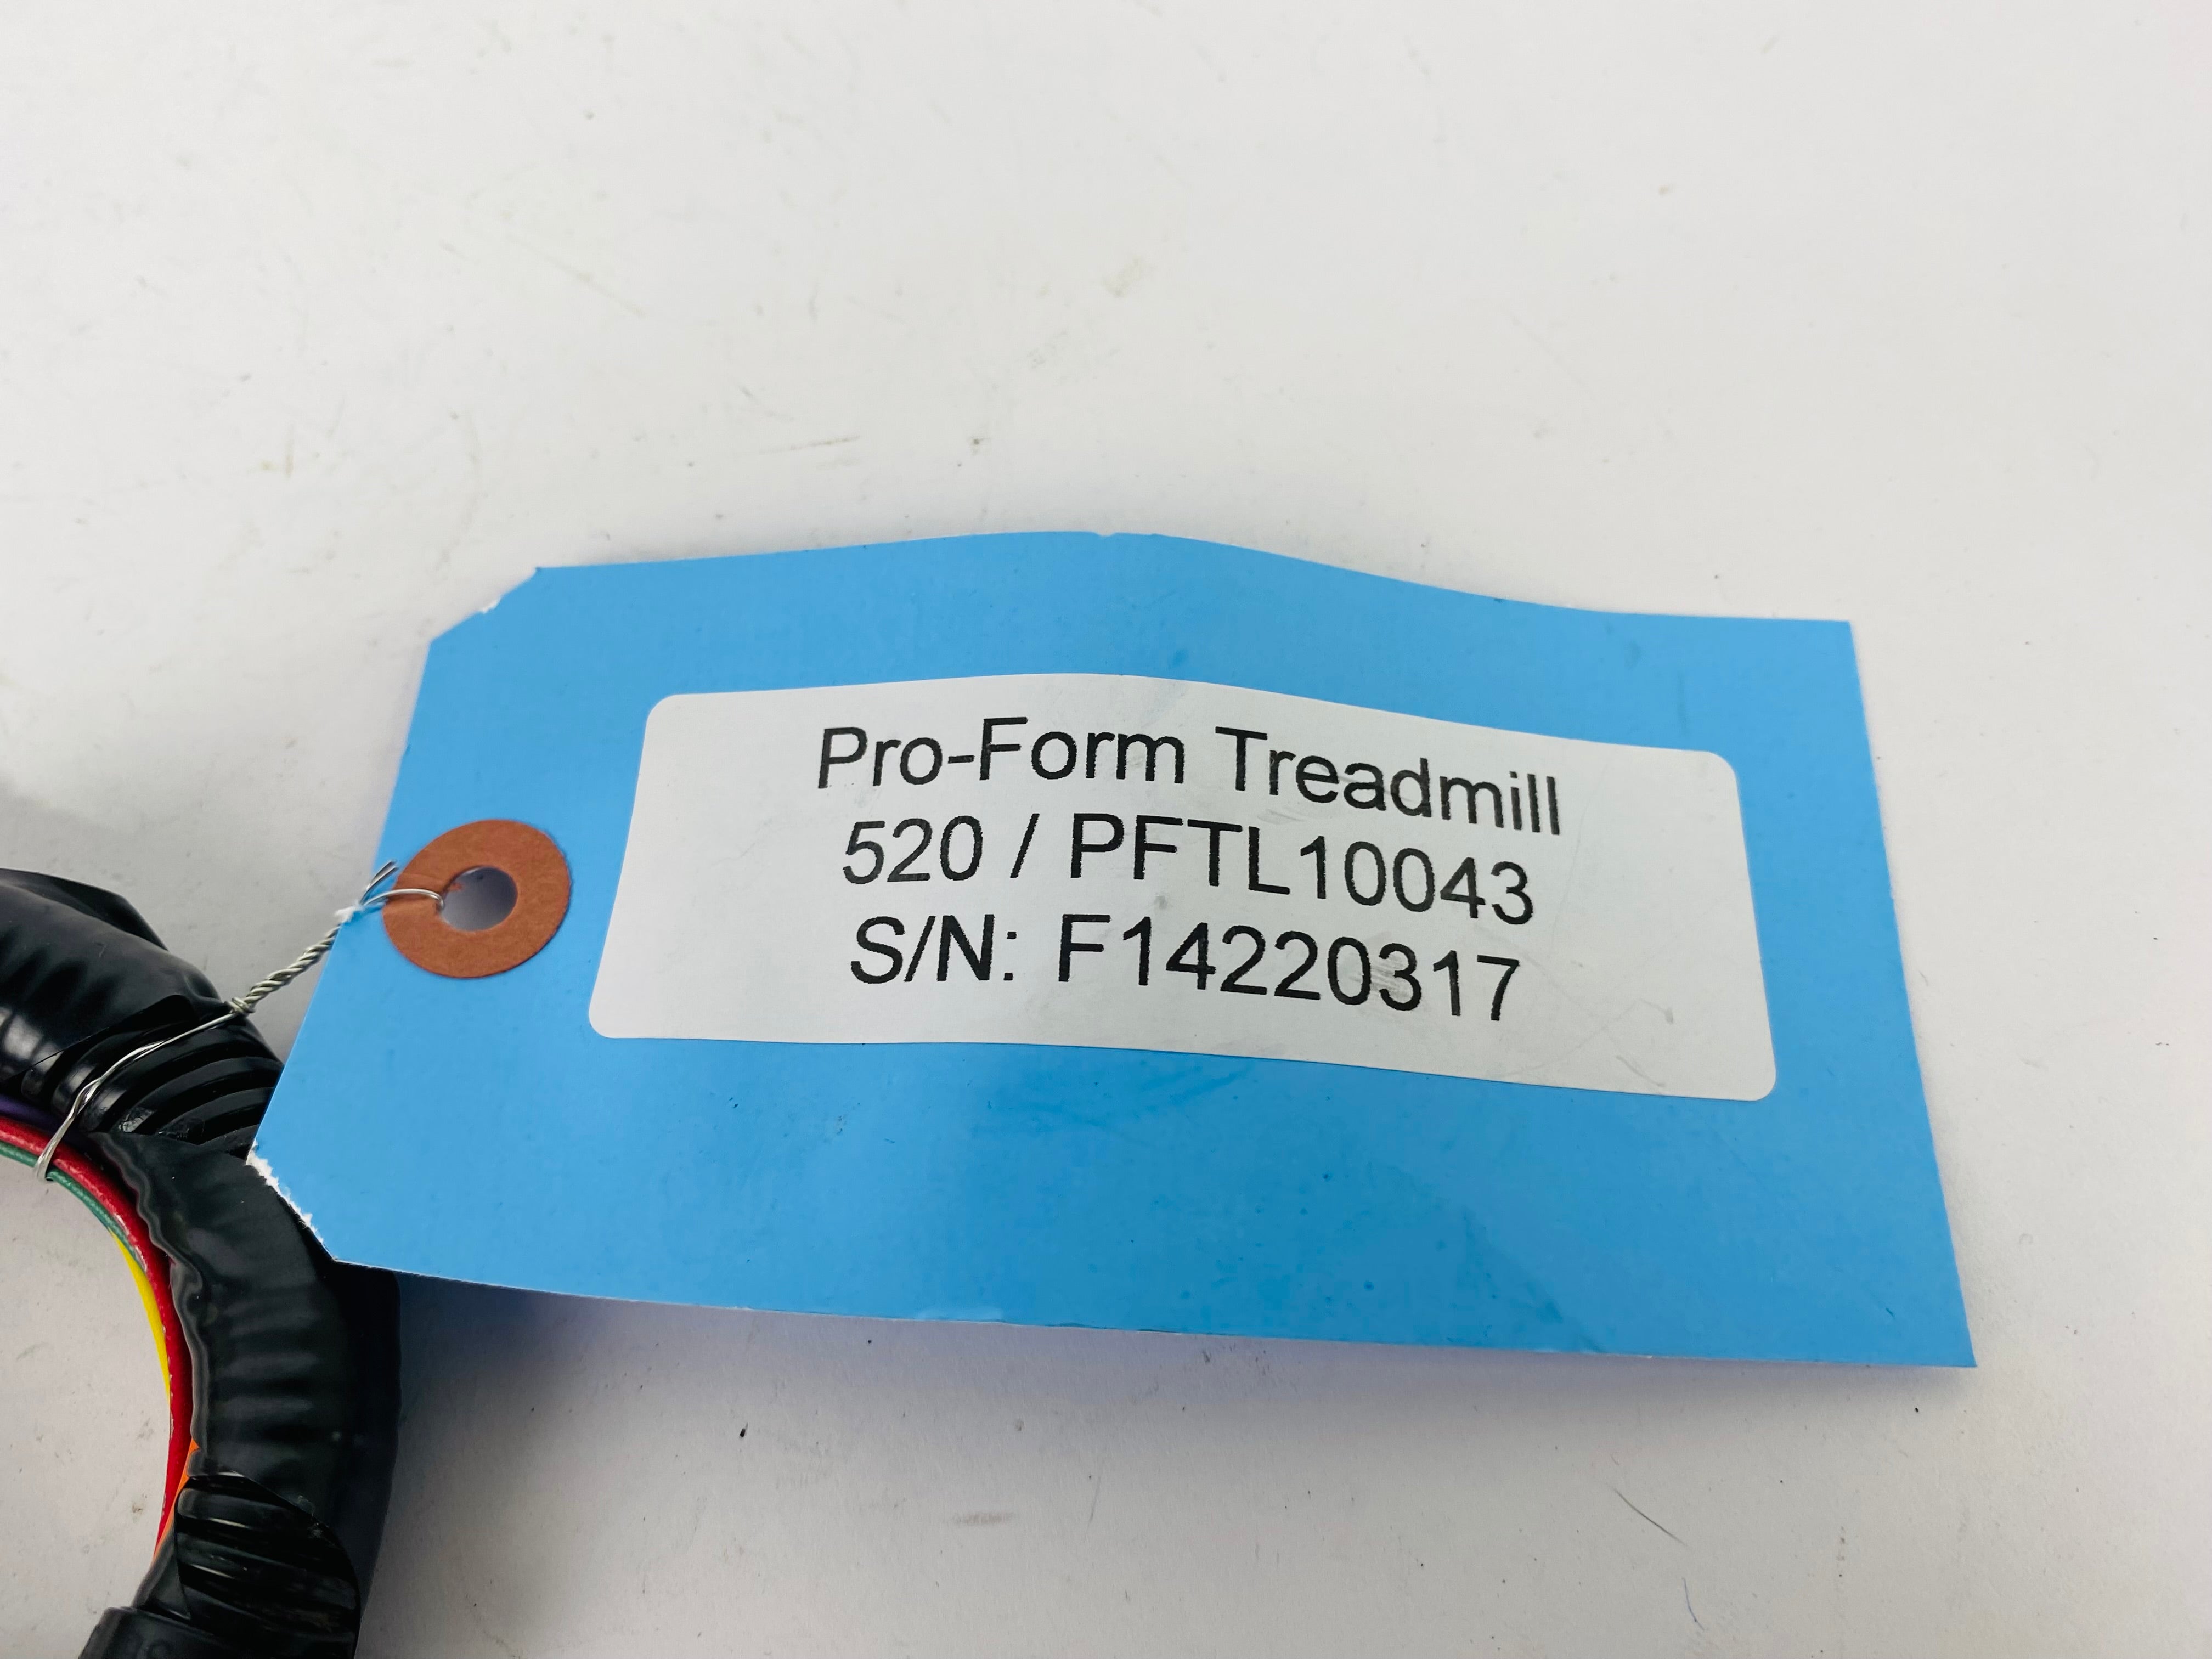 Pro-Form Treadmill
520 / PFTL10043
S/N: F14220317